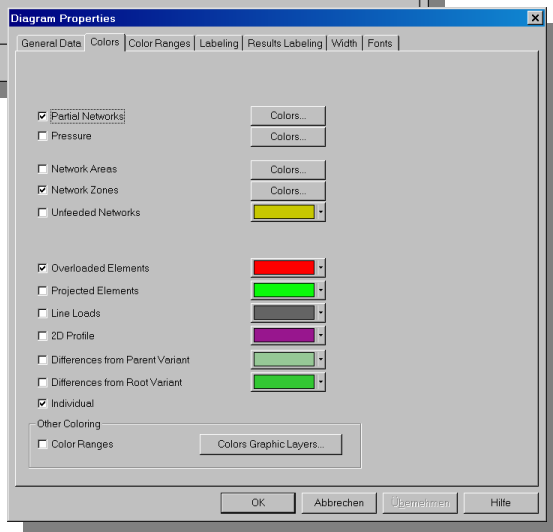 Diagram Properties
General Data Colors Color Ranges Labeling Results Labeling Width Fonts
Partial Networks Colors...
Pressure Colors...
Network Areas Colors...
Network Zones Colors...
Unfeeded Networks
Overloaded Elements
Projected Elements
Line Loads
2D Profile
Differences from Parent Variant
Differences from Root Variant
Individual
Other Coloring
Color Ranges Colors Graphic Layers...
OK Abbrechen Übernehmen Hilfe